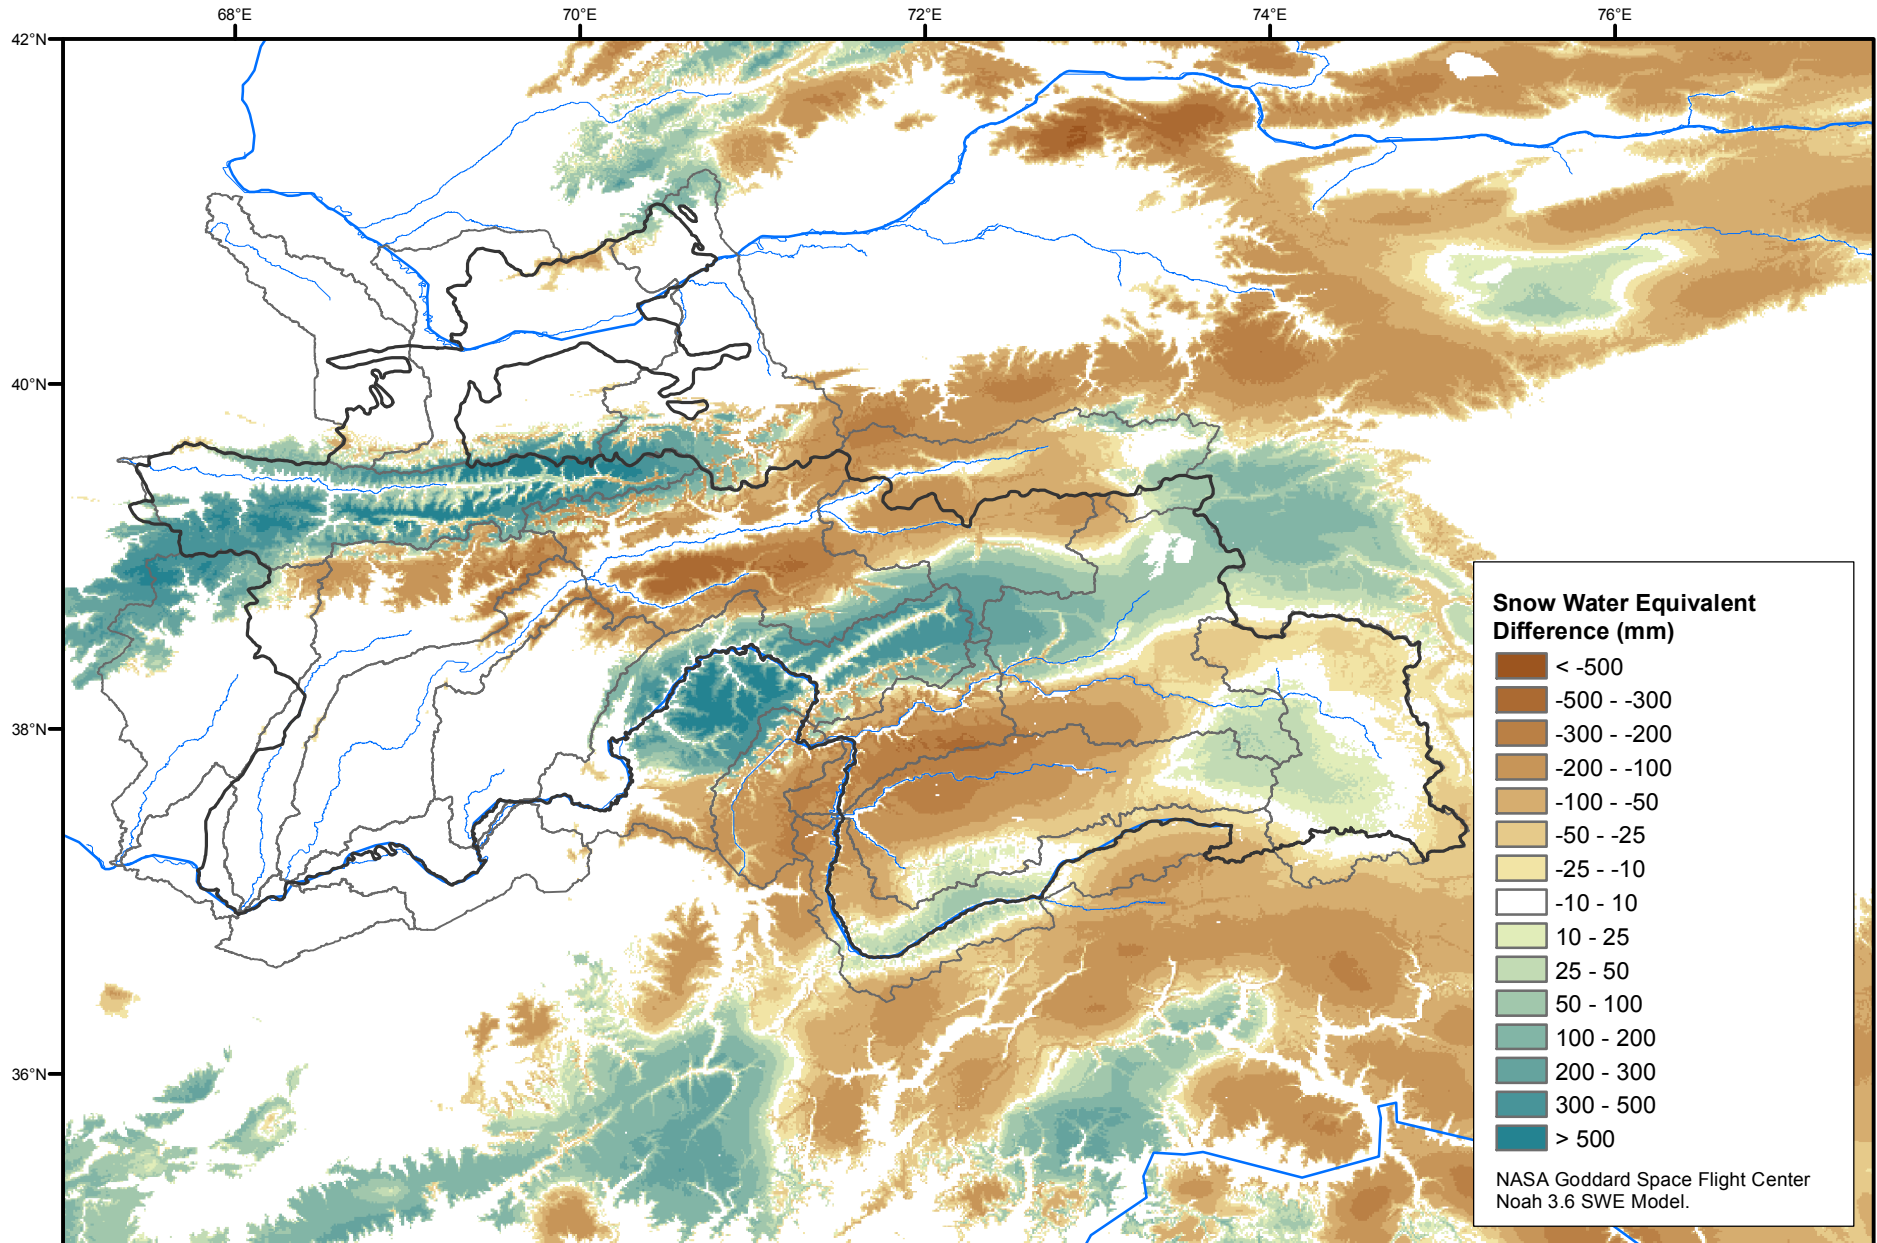 68°E
70°E
72°E
74°E
76°E
42°N
40°N
38°N
36°N
Snow Water Equivalent
Difference (mm)
< -500
-500 - -300
-300 - -200
-200 - -100
-100 - -50
-50 - -25
-25 - -10
-10 - 10
10 - 25
25 - 50
50 - 100
100 - 200
200 - 300
300 - 500
> 500
NASA Goddard Space Flight Center
Noah 3.6 SWE Model.